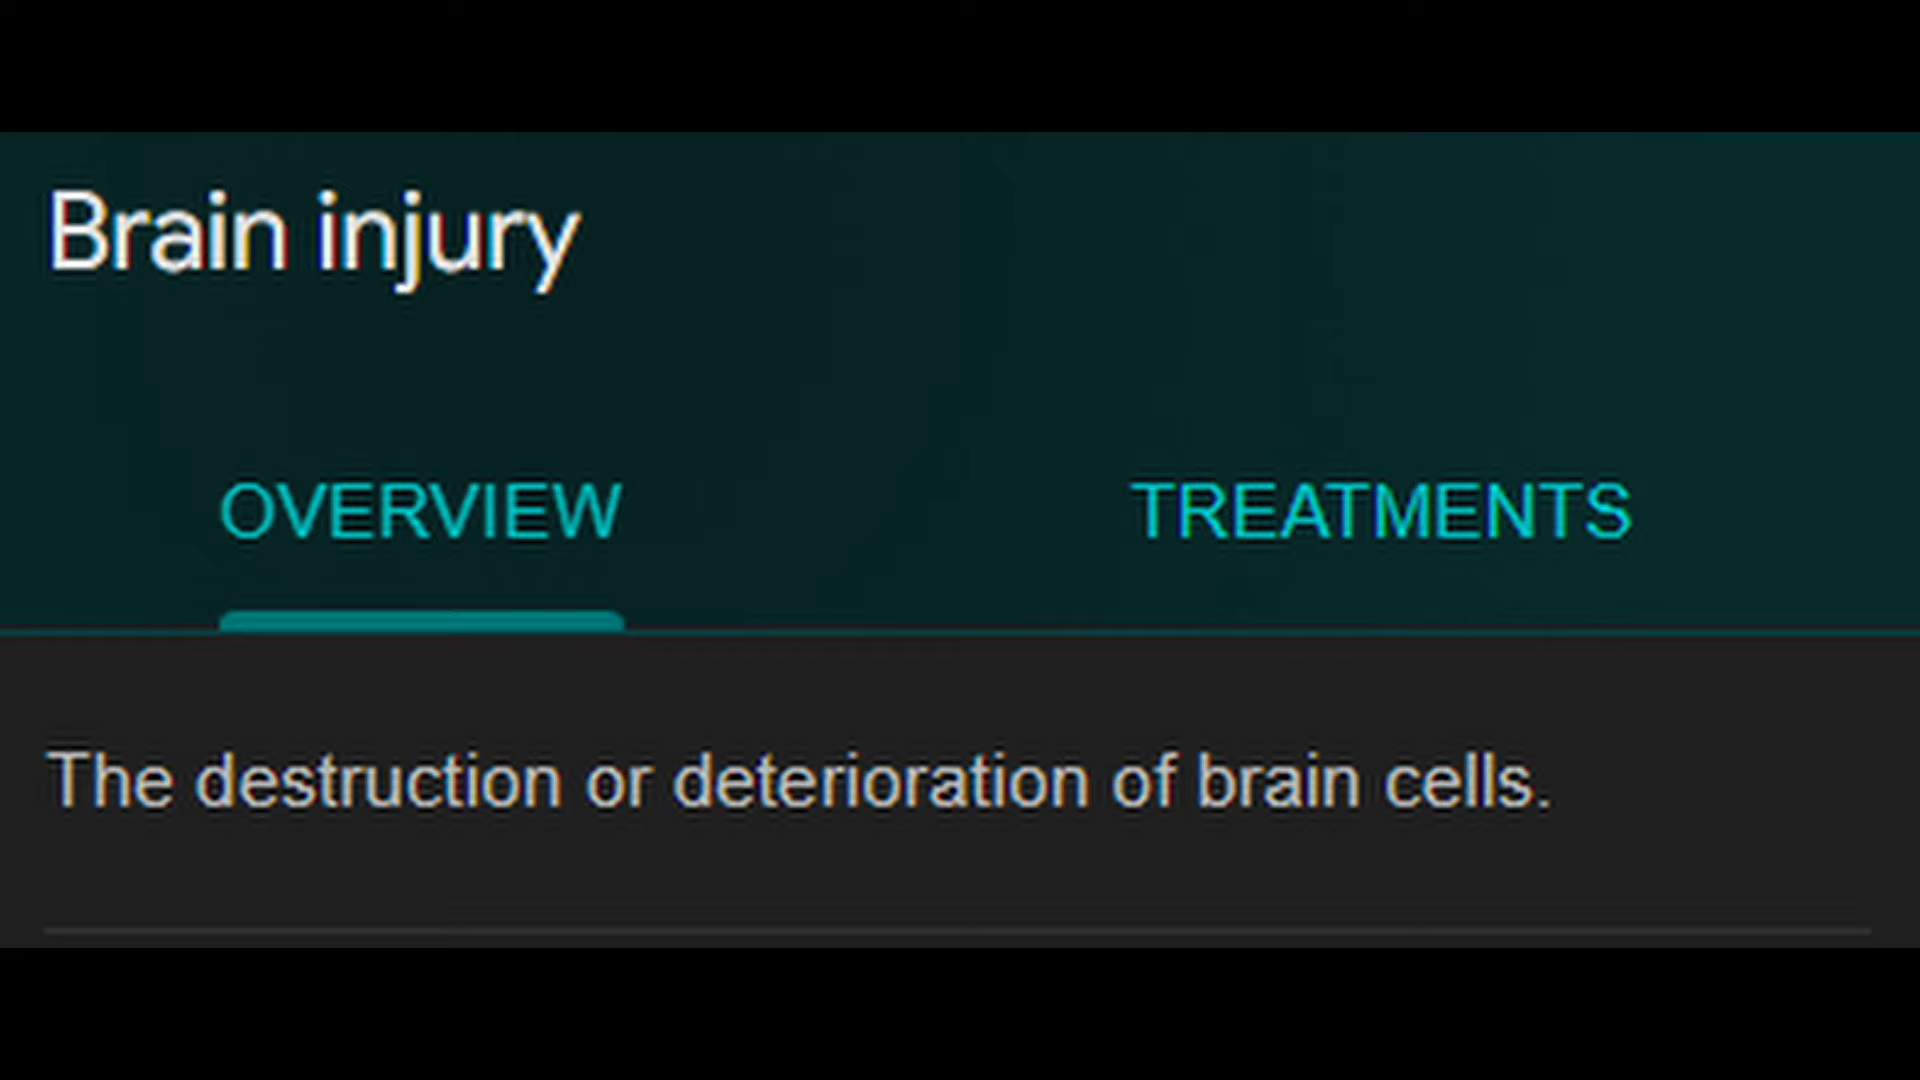 Brain injury
OVERVIEW TREATMENTS
The destruction or deterioration of brain cells.